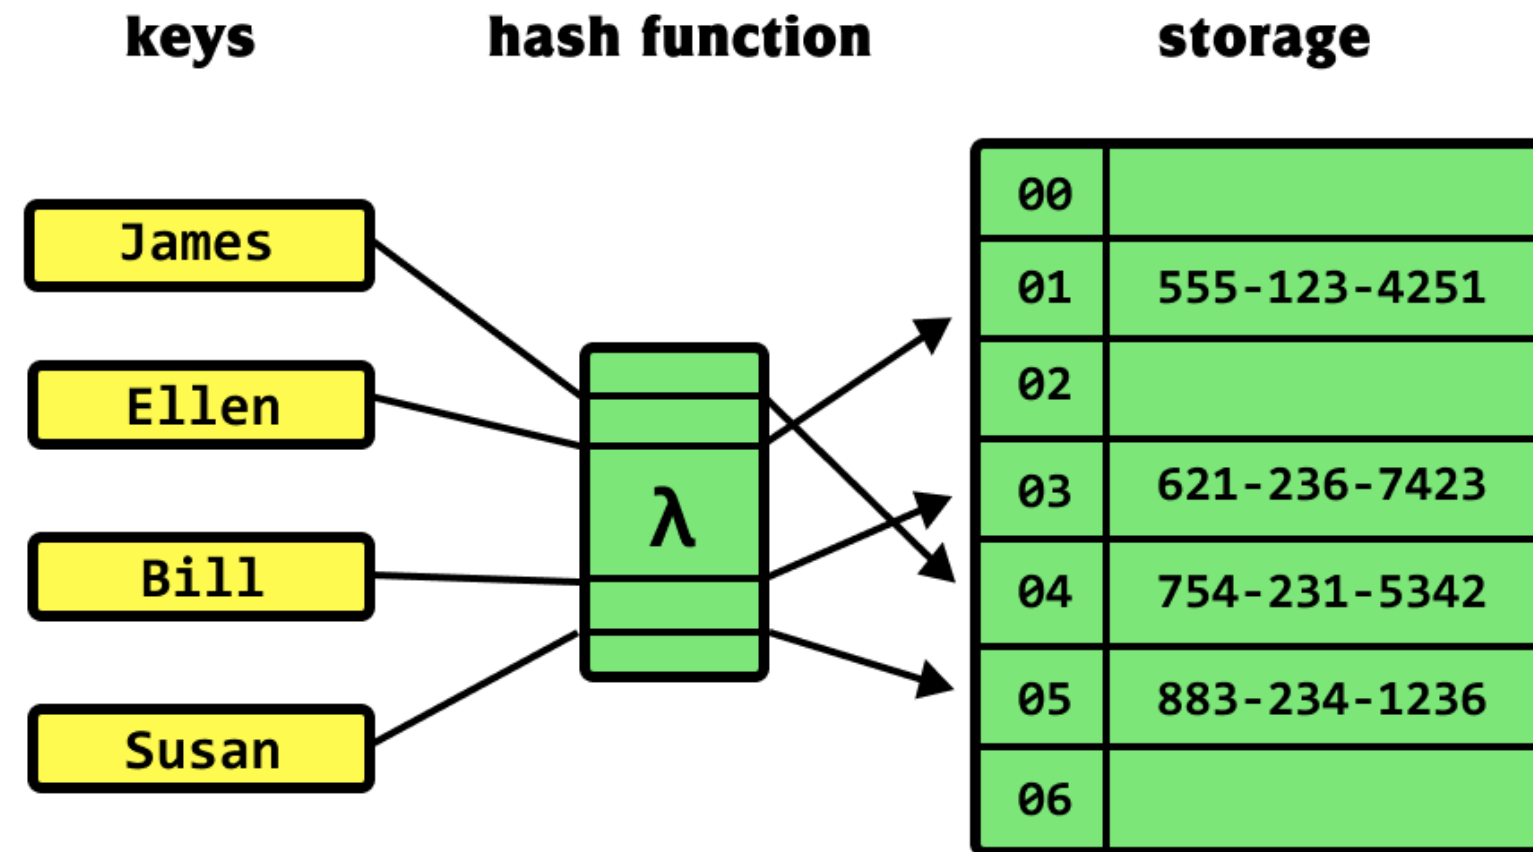 keys
hash function
storage
James
Ellen
Bill
Susan
λ
00
01 555-123-4251
02
03 621-236-7423
04 754-231-5342
05 883-234-1236
06